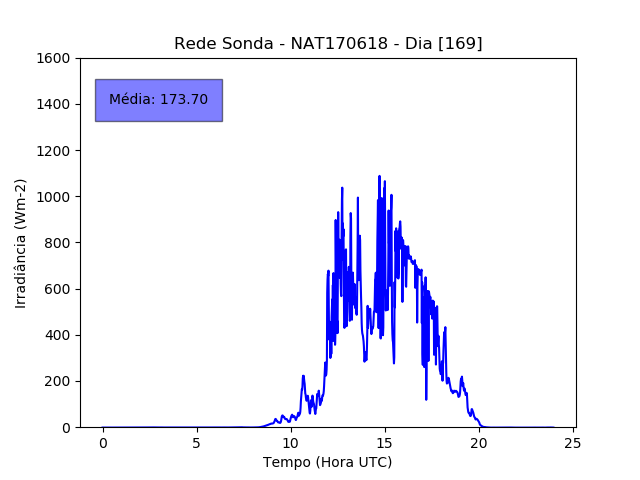 Rede Sonda - NAT170618 - Dia [169]
1600
1400
1200
1000
800
600
400
200
0
Média: 173.70
Irradiância (Wm-2)
0 5 10 15 20 25
Tempo (Hora UTC)